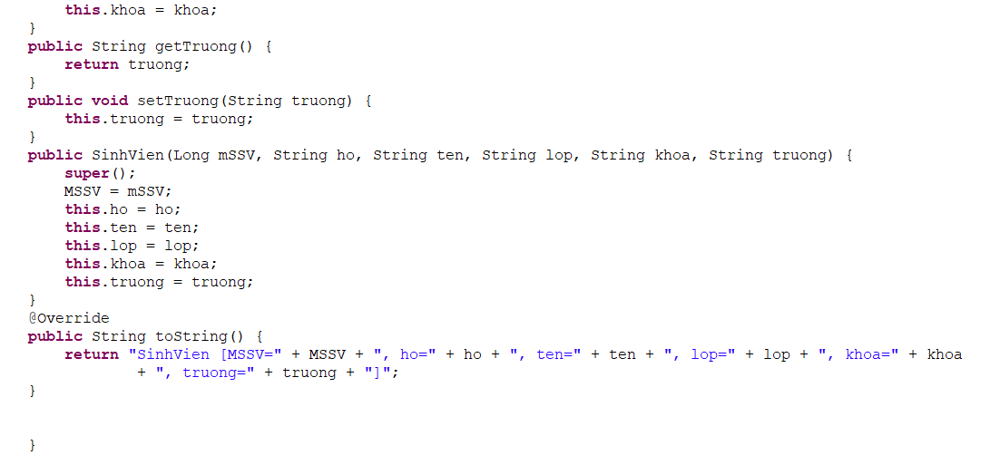 this.khoa = khoa;
}
public String getTruong() {
return truong;
}
public void setTruong(String truong) {
this.truong = truong;
}
public SinhVien(Long mSSV, String ho, String ten, String lop, String khoa, String truong) {
super();
MSSV = mSSV;
this.ho = ho;
this.ten = ten;
this.lop = lop;
this.khoa = khoa;
this.truong = truong;
}
@Override
public String toString() {
return "SinhVien [MSSV=" + MSSV + ", ho=" + ho + ", ten=" + ten + ", lop=" + lop + ", khoa=" + khoa
+ ", truong=" + truong + "]";
}
}